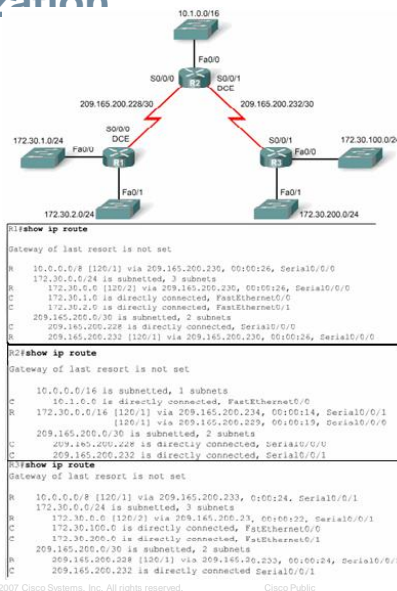 10.1.0.0/16
Fa0/0
S0/0/0
S0/0/1
R2
DCE
209.165.200.228/30
209.165.200.232/30
S0/0/0
DCE
S0/0/1
172.30.1.0/24
172.30.100.0/24
Fa0/0
R1
R3
Fa0/0
Fa0/1
Fa0/1
172.30.2.0/24
172.30.200.0/24
R1#show ip route
Gateway of last resort is not set
R 10.0.0.0/8 [120/1] via 209.165.200.230, 00:00:26, Serial0/0/0
172.30.0.0/24 is subnetted, 3 subnets
R 172.30.0.0 [120/2] via 209.165.200.230, 00:00:26, Serial0/0/0
C 172.30.1.0 is directly connected, FastEthernet0/0
C 172.30.2.0 is directly connected, FastEthernet0/1
209.165.200.0/30 is subnetted, 2 subnets
C 209.165.200.228 is directly connected, Serial0/0/0
R 209.165.200.232 [120/1] via 209.165.200.230, 00:00:26, Serial0/0/0
R2#show ip route
Gateway of last resort is not set
10.0.0.0/16 is subnetted, 1 subnets
C 10.1.0.0 is directly connected, FastEthernet0/0
R 172.30.0.0/16 [120/1] via 209.165.200.234, 00:00:14, Serial0/0/1
[120/1] via 209.165.200.229, 00:00:19, Serial0/0/0
209.165.200.0/30 is subnetted, 2 subnets
C 209.165.200.228 is directly connected, Serial0/0/0
C 209.165.200.232 is directly connected, Serial0/0/1
R3#show ip route
Gateway of last resort is not set
R 10.0.0.0/8 [120/1] via 209.165.200.233, 0:00:24, Serial0/0/1
172.30.0.0/24 is subnetted, 3 subnets
R 172.30.0.0 [120/2] via 209.165.200.23, 00:00:22, Serial0/0/1
C 172.30.100.0 is directly connected, FastEthernet0/0
C 172.30.200.0 is directly connected, FastEthernet0/1
209.165.200.0/30 is subnetted, 2 subnets
R 209.165.200.228 [120/1] via 209.165.200.233, 00:00:24, Serial0/0/1
C 209.165.200.232 is directly connected Serial0/0/1
2007 Cisco Systems, Inc. All rights reserved.
Cisco Public